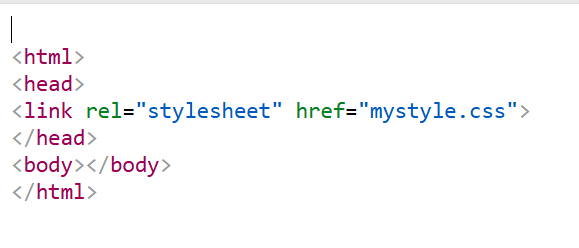 <html>
<head>
<link rel="stylesheet" href="mystyle.css">
</head>
<body></body>
</html>